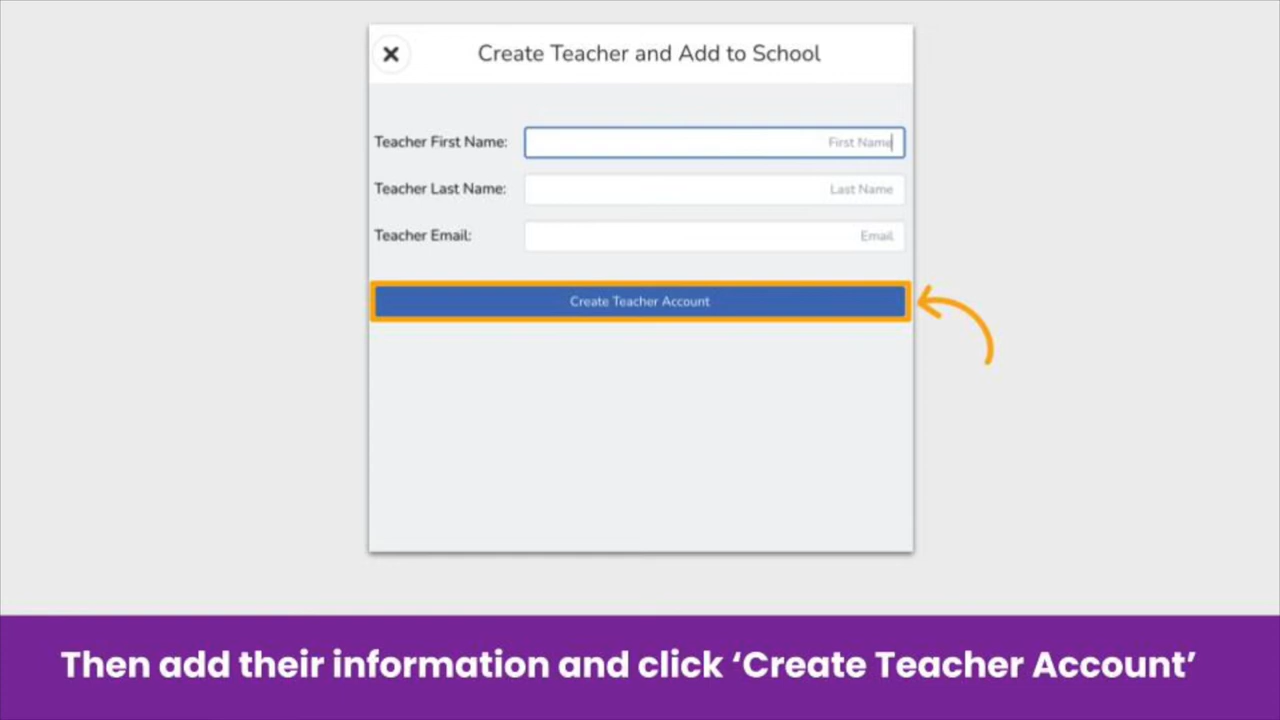 Create Teacher and Add to School
Teacher First Name: First Name
Teacher Last Name: Last Name
Teacher Email: Email
Create Teacher Account
Then add their information and click ‘Create Teacher Account’